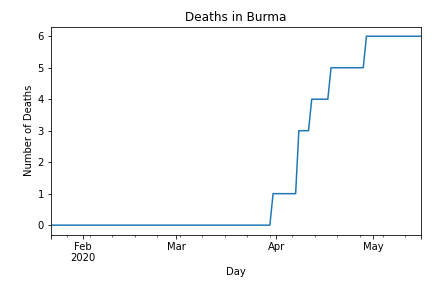 Deaths in Burma
6
5
4
3
2
1
0
Number of Deaths
Feb
2020
Mar
Apr
May
Day